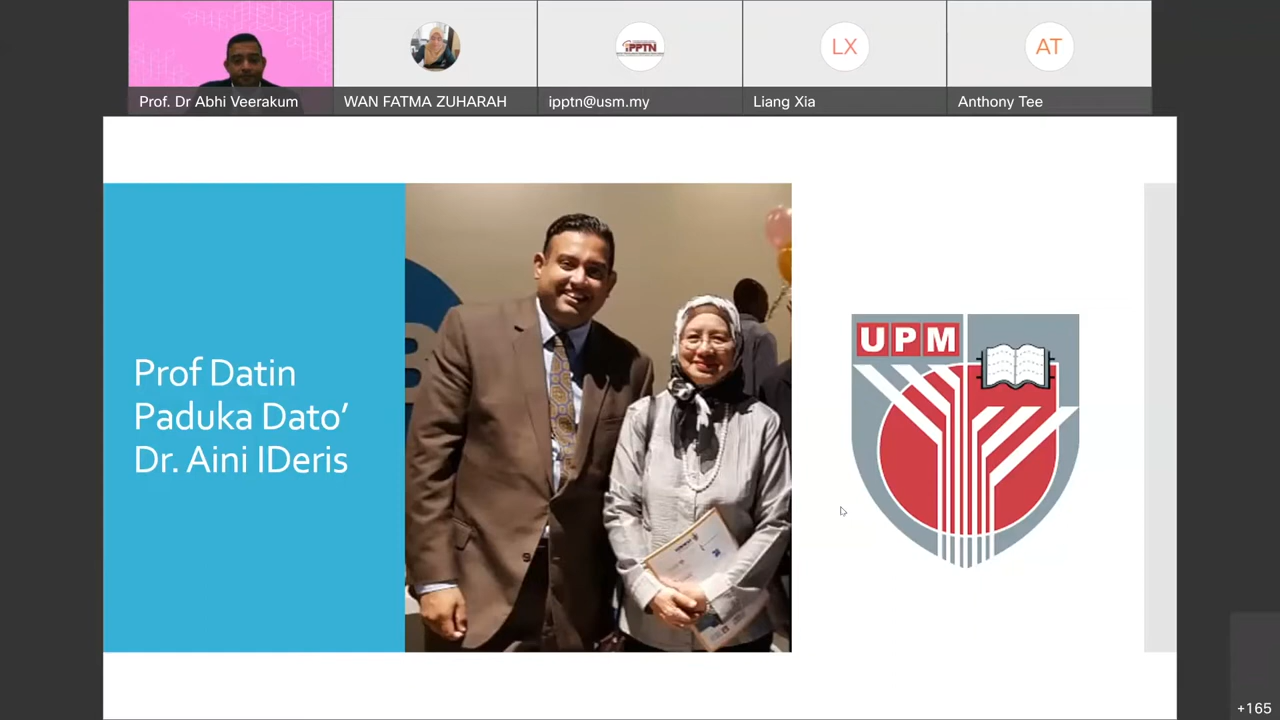 Prof. Dr Abhi Veerakum
WAN FATMA ZUHARAH
ipptn@usm.my
Liang Xia
Anthony Tee
IPPTN
LX
AT
Prof Datin
Paduka Dato’
Dr. Aini IDeris
UPM
+165